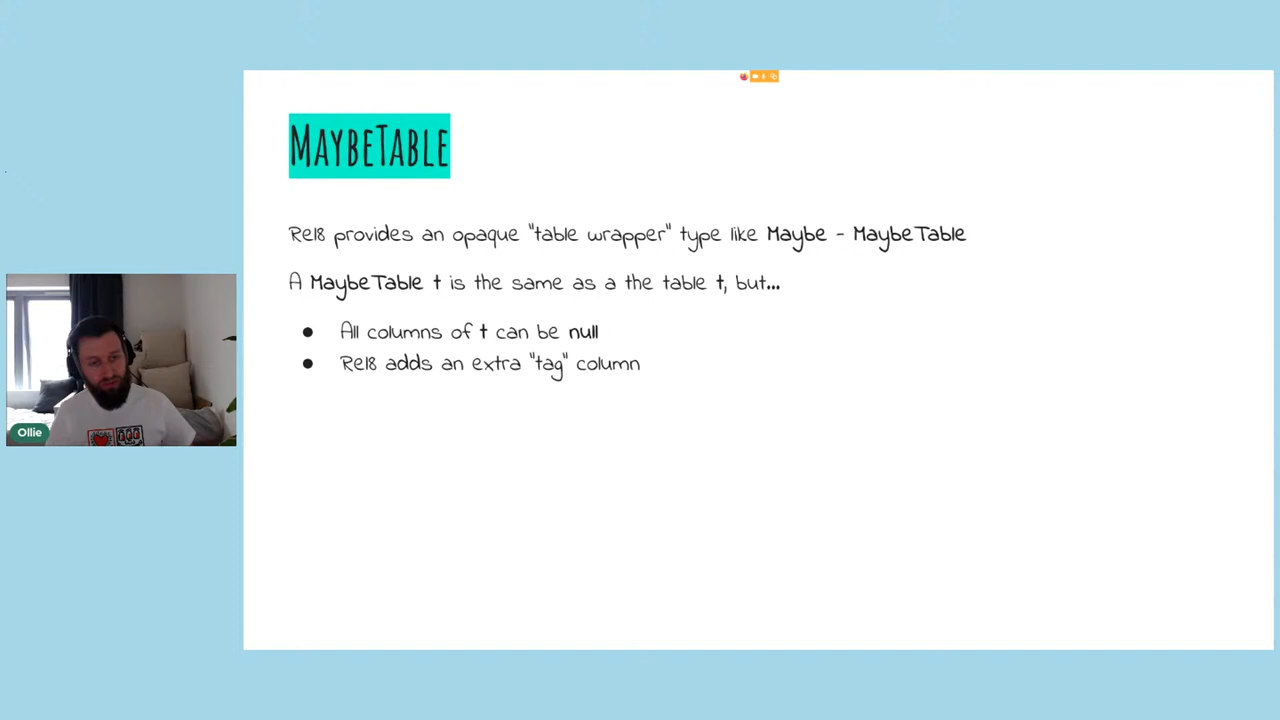 MaybeTable
Rel8 provides an opaque "table wrapper" type like Maybe - MaybeTable
A MaybeTable t is the same as a the table t, but...
● All columns of t can be null
● Rel8 adds an extra "tag" column
Ollie